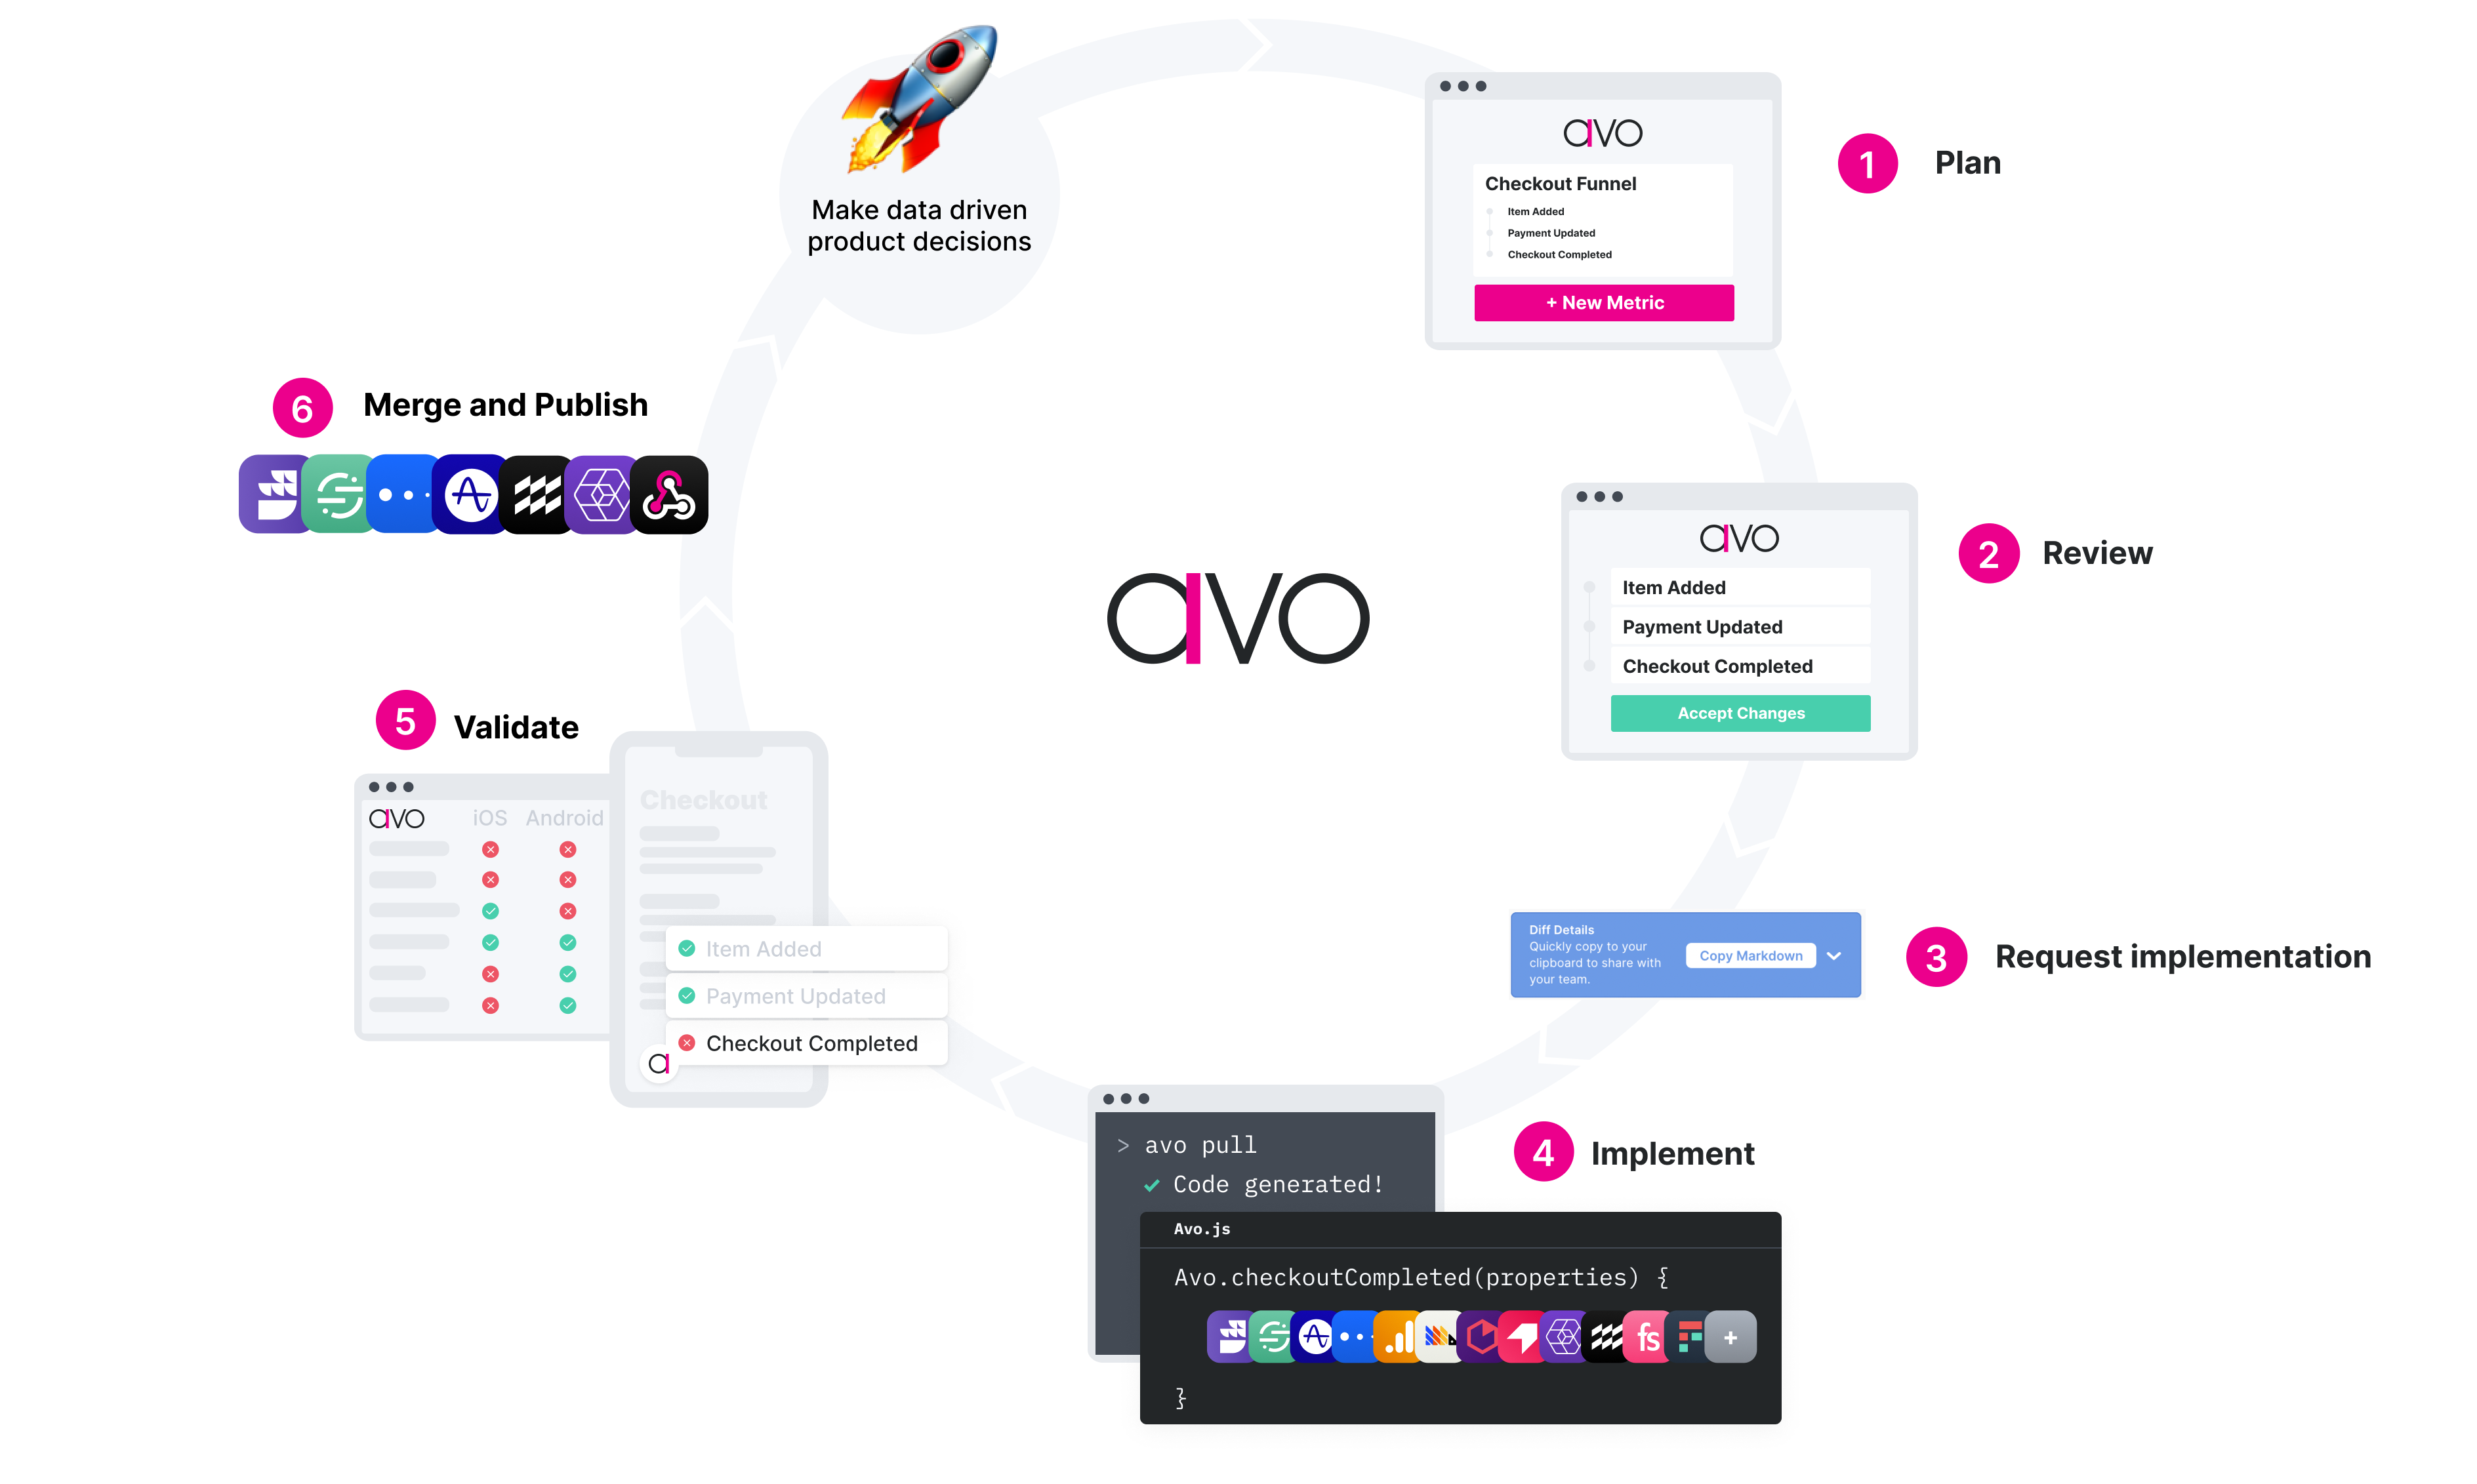 Make data driven
product decisions
avo
Checkout Funnel
Item Added
Payment Updated
Checkout Completed
+ New Metric
1
Plan
avo
Item Added
Payment Updated
Checkout Completed
Accept Changes
2
Review
avo
Diff Details
Quickly copy to your
clipboard to share with
your team.
Copy Markdown
3
Request implementation
4
Implement
> avo pull
✓ Code generated!
Avo.js
Avo.checkoutCompleted(properties) {
fs
+
}
5
Validate
avo
iOS
Android
Checkout
Item Added
Payment Updated
Checkout Completed
a
6
Merge and Publish